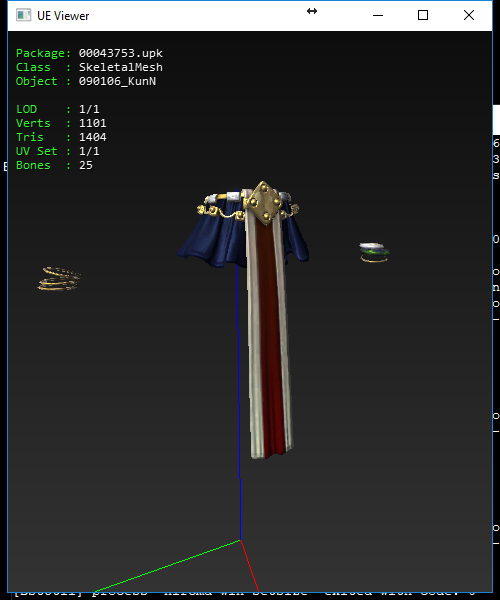 UE Viewer
Package: 00043753.upk
Class : SkeletalMesh
Object : 090106_KunN
LOD : 1/1
Verts : 1101
Tris : 1404
UV Set : 1/1
Bones : 25